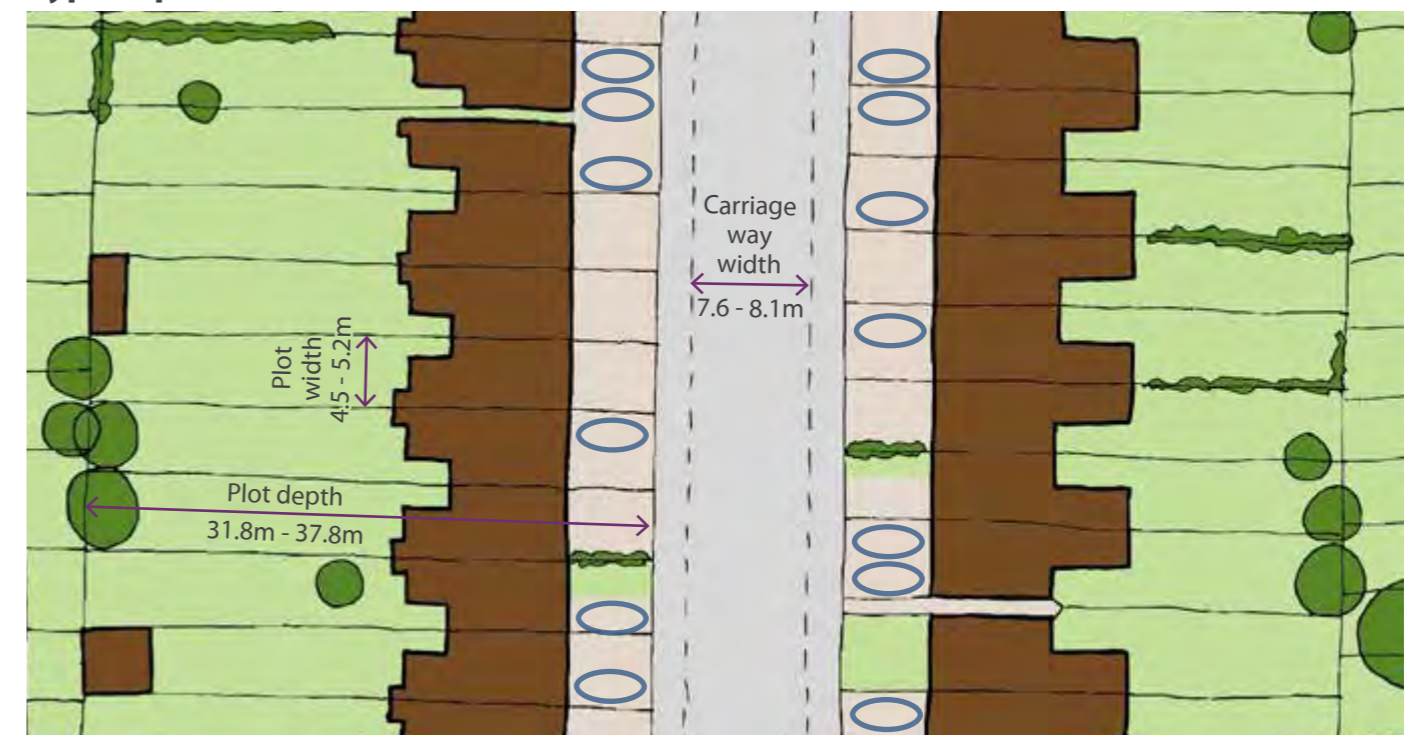 Carriage
way
width
7.6 - 8.1m
Plot
width
4.5 - 5.2m
Plot depth
31.8m - 37.8m